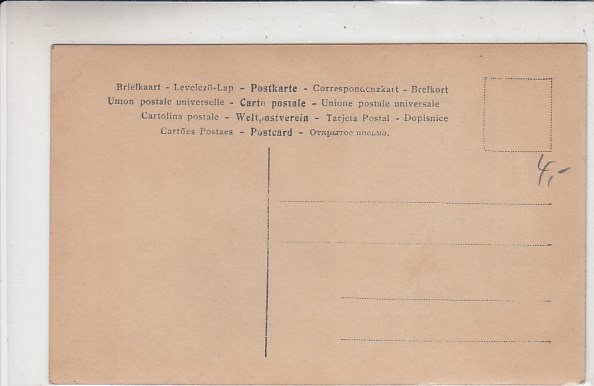 Briefkaart - Levelező-Lap - Postkarte - Correspondenzkart - Brefkort
Union postale universelle - Carte postale - Unione postale universale
Cartolina postale - Weltpostverein - Tarjeta Postal - Dopisnice
Cartões Postaes - Postcard - Открытое письмо.
4,-